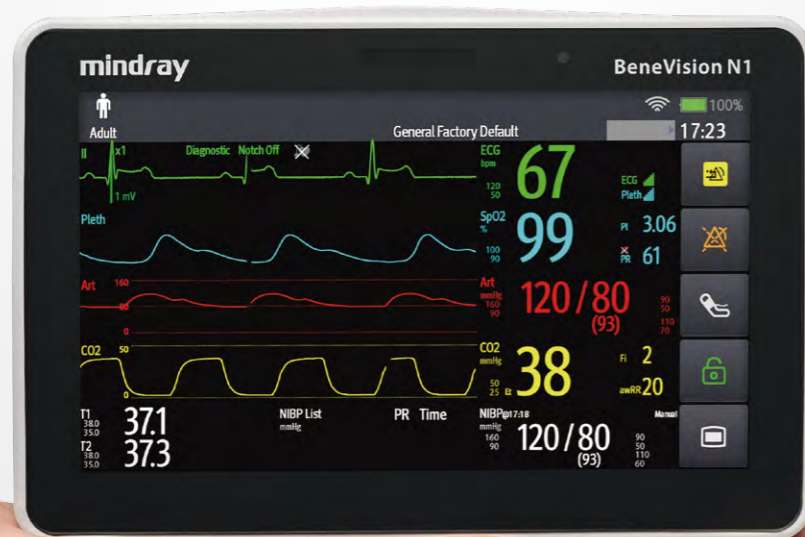 mindray BeneVision N1
100%
Adult General Factory Default 17:23
II x1 Diagnostic Notch Off
1 mV
ECG
bpm
120
50
67
ECG
Pleth
Pleth
SpO2
%
100
90
99
PI 3.06
PR 61
Art 160
80
0
Art
mmHg
160
90
120/80
(93)
90
50
110
70
CO2 50
0
CO2
mmHg
50
25 Et
38
Fi 2
awRR 20
T1
38.0
35.0
37.1
T2
38.0
35.0
37.3
NIBP List PR Time
mmHg
NIBP@17:18 Manual
mmHg
160
90
120/80
(93)
90
50
110
60